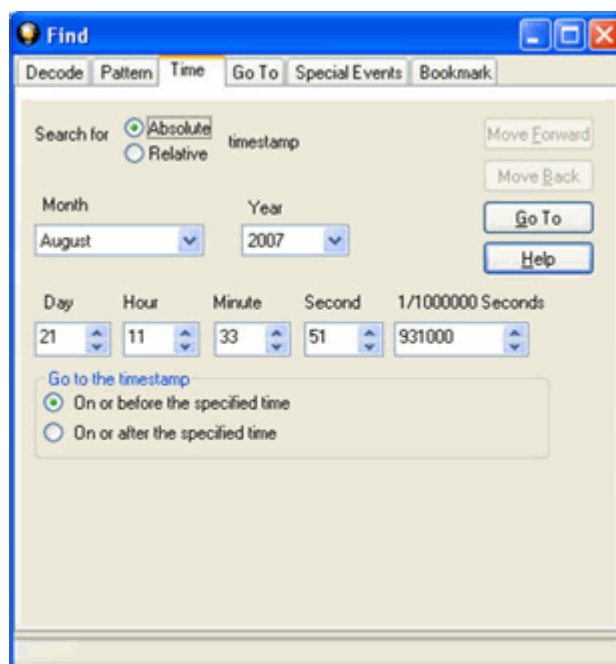 Find
Decode Pattern Time Go To Special Events Bookmark
Search for Absolute timestamp
Relative
Move Forward
Move Back
Month Year
August 2007
Go To
Help
Day Hour Minute Second 1/1000000 Seconds
21 11 33 51 931000
Go to the timestamp
On or before the specified time
On or after the specified time